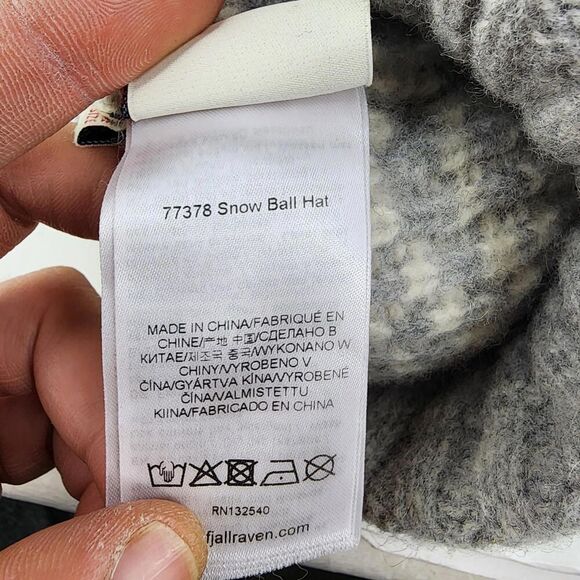 77378 Snow Ball Hat
MADE IN CHINA/FABRIQUÉ EN
CHINE/产地 中国/СДЕЛАНО В
КИТАЕ/제조국 중국/WYKONANO W
CHINY/VYROBENO V
ČÍNA/GYÁRTVA KÍNA/VYROBENÉ
ČÍNA/VALMISTETTU
KIINA/FABRICADO EN CHINA
RN132540
fjallraven.com